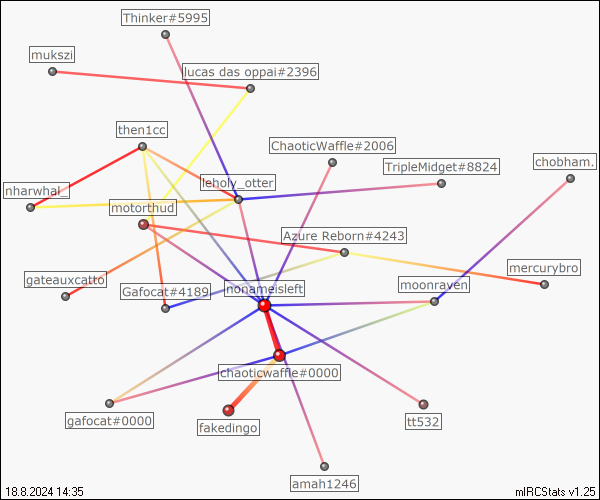 Thinker#5995
mukszi
lucas das oppai#2396
then1cc
ChaoticWaffle#2006
chobham.
TripleMidget#8824
leholy_otter
nharwhal_
motorthud
Azure Reborn#4243
mercurybro
gateauxcatto
Gafocat#4189
nonameisleft
moonraven
chaoticwaffle#0000
gafocat#0000
fakedingo
tt532
amah1246
18.8.2024 14:35
mIRCStats v1.25